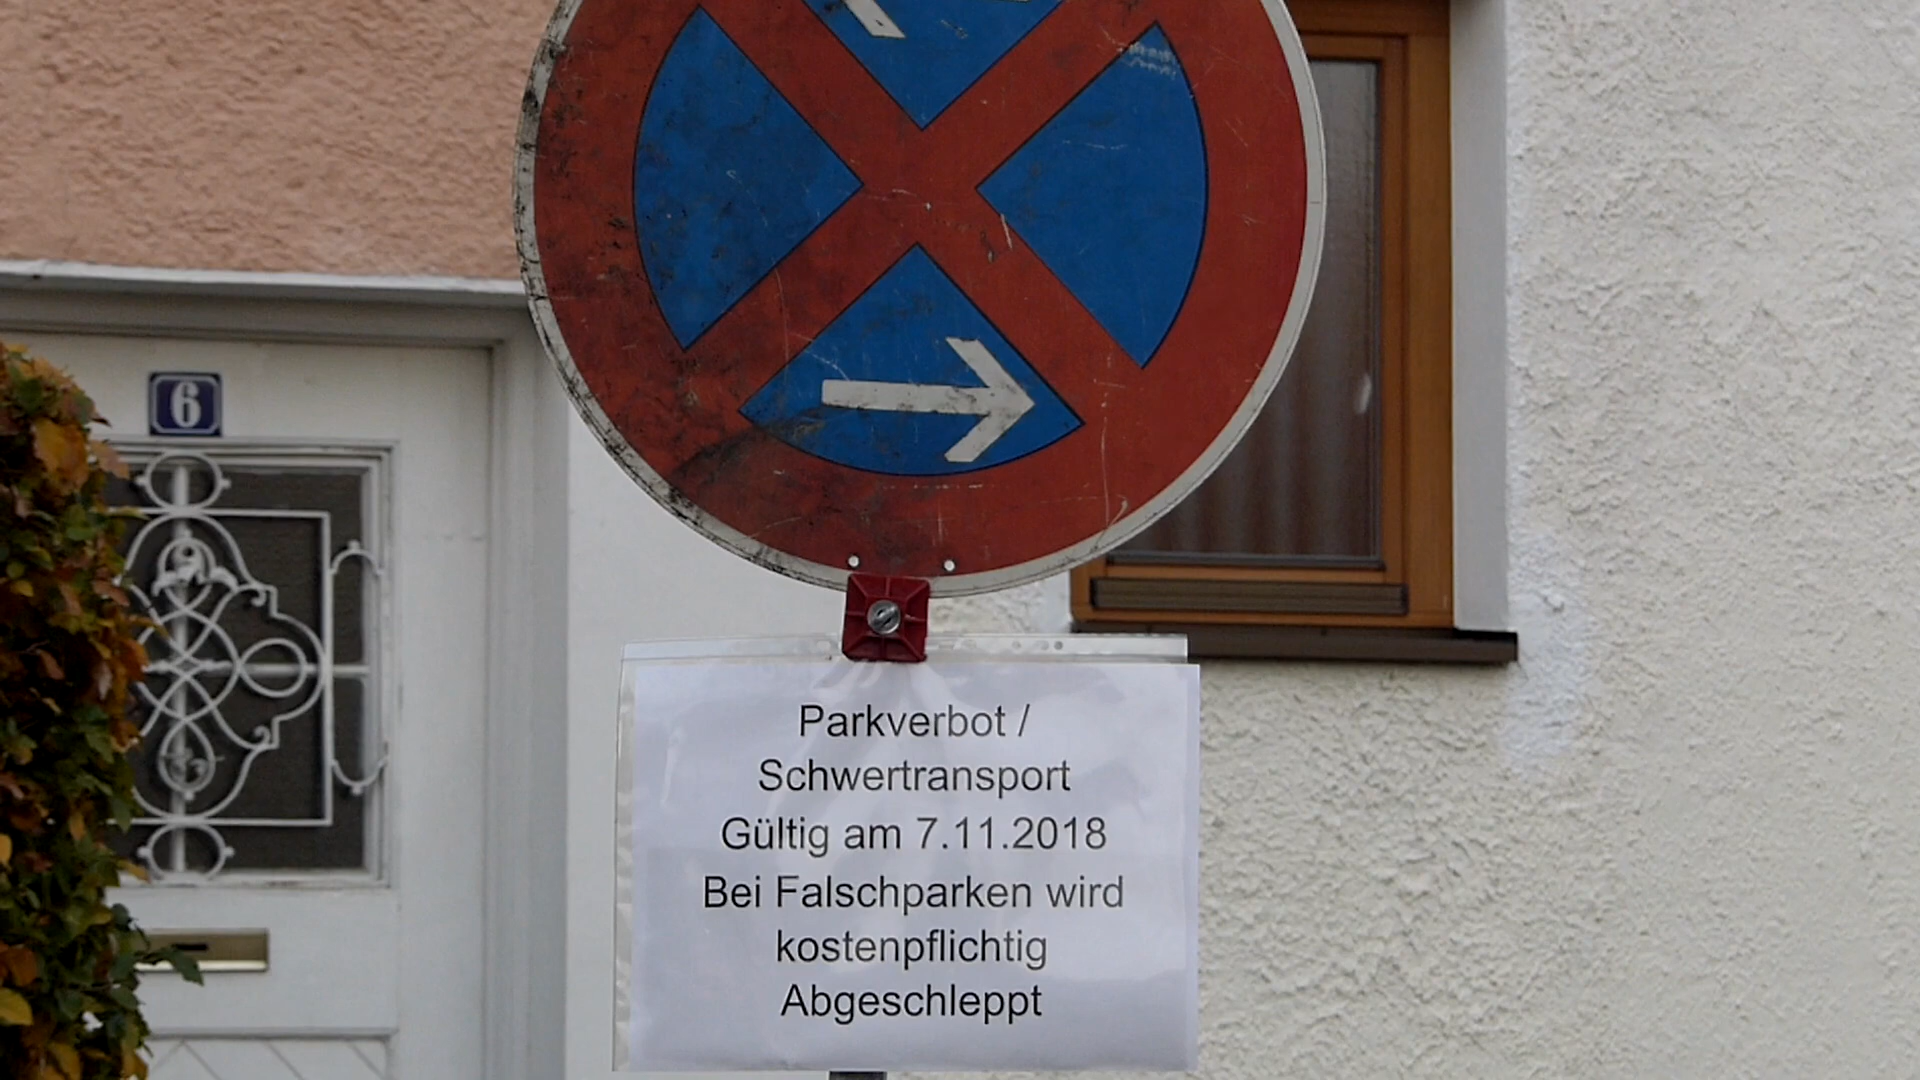 6
Parkverbot /
Schwertransport
Gültig am 7.11.2018
Bei Falschparken wird
kostenpflichtig
Abgeschleppt